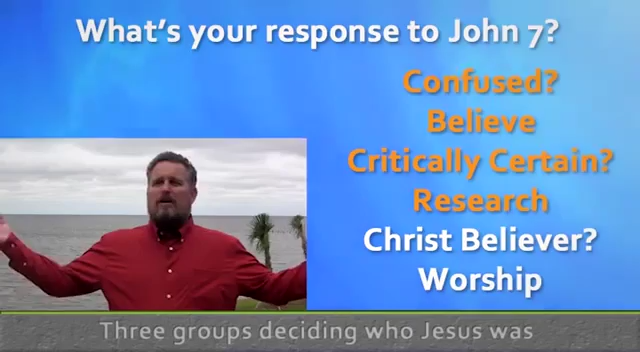 What's your response to John 7?
Confused?
Believe
Critically Certain?
Research
Christ Believer?
Worship
Three groups deciding who Jesus was